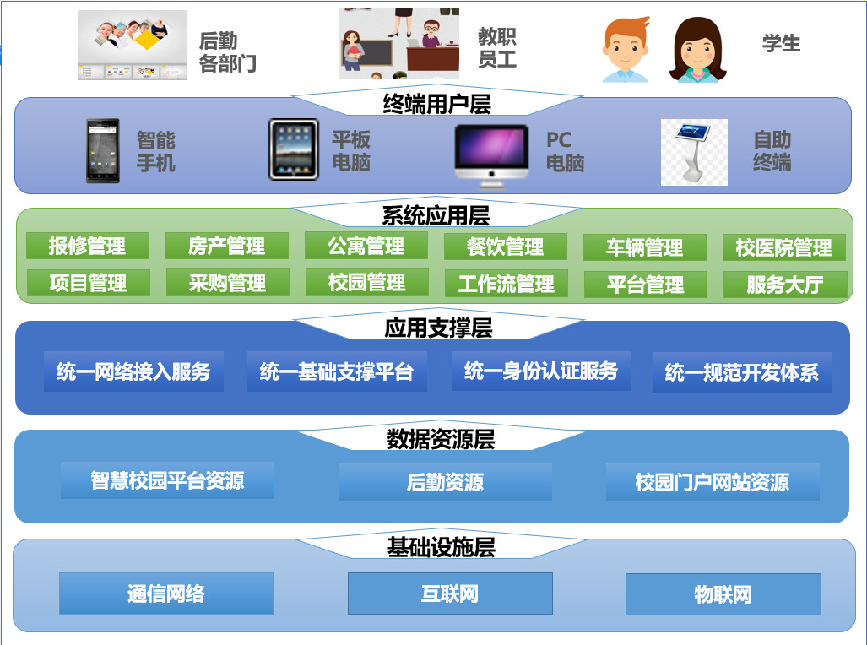 后勤
各部门
教职
员工
学生
终端用户层
智能
手机
平板
电脑
PC
电脑
自助
终端
系统应用层
报修管理 房产管理 公寓管理 餐饮管理 车辆管理 校医院管理
项目管理 采购管理 校园管理 工作流管理 平台管理 服务大厅
应用支撑层
统一网络接入服务 统一基础支撑平台 统一身份认证服务 统一规范开发体系
数据资源层
智慧校园平台资源 后勤资源 校园门户网站资源
基础设施层
通信网络 互联网 物联网